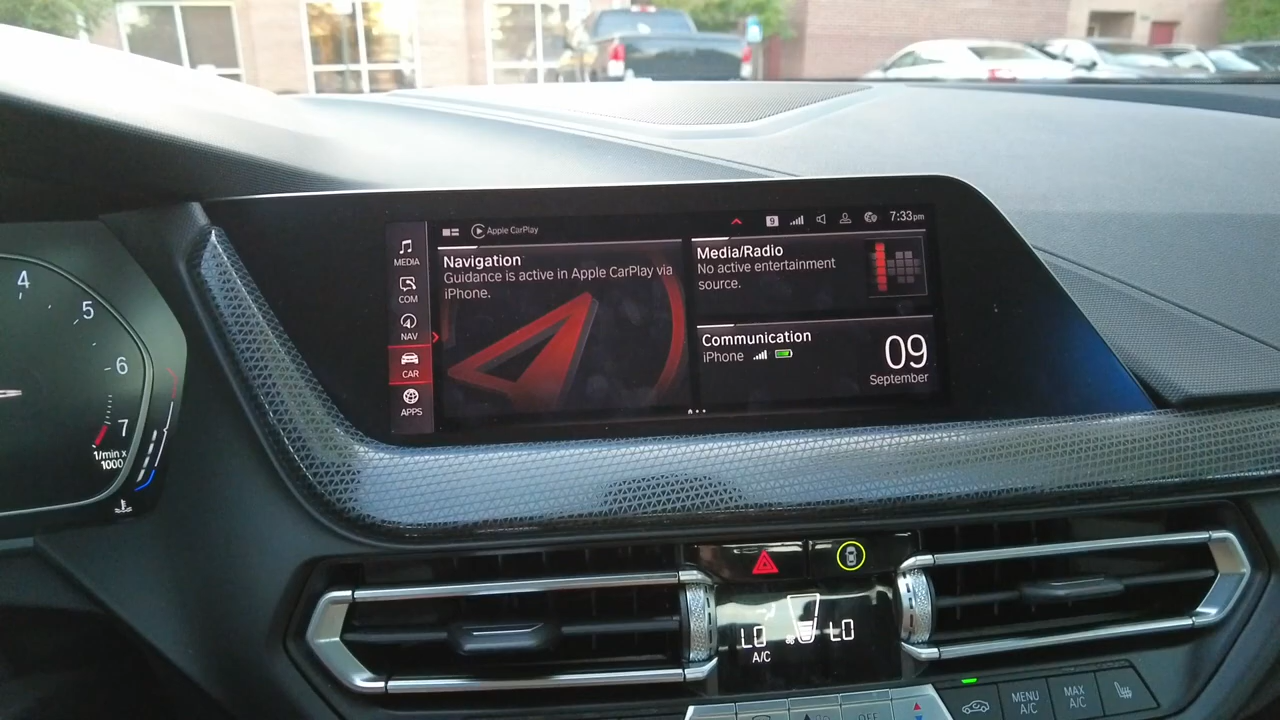 Apple CarPlay
9
7:33pm
MEDIA
COM
NAV
CAR
APPS
Navigation
Guidance is active in Apple CarPlay via
iPhone.
Media/Radio
No active entertainment
source.
Communication
iPhone
09
September
4
5
6
7
1/min x
1000
LO
LO
A/C
OFF
MENU
A/C
MAX
A/C